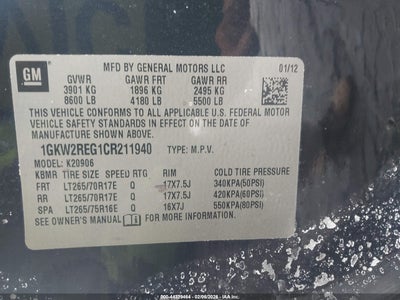 GM
MFD BY GENERAL MOTORS LLC
01/12
GVWR GAWR FRT GAWR RR
3901 KG 1896 KG 2495 KG
8600 LB 4180 LB 5500 LB
THIS VEHICLE CONFORMS TO ALL APPLICABLE U.S. FEDERAL MOTOR
VEHICLE SAFETY STANDARDS IN EFFECT ON THE DATE OF
MANUFACTURE SHOWN ABOVE.
1GKW2REG1CR211940 TYPE: M.P.V.
K20906
KBMR TIRE SIZE SPEED RTG RIM COLD TIRE PRESSURE
FRT LT265/70R17E Q 17X7.5J 340KPA(50PSI)
RR LT265/70R17E Q 17X7.5J 420KPA(60PSI)
SPA LT265/75R16E Q 16X7J 550KPA(80PSI)
SEE OWNER'S MANUAL FOR ADDITIONAL INFORMATION